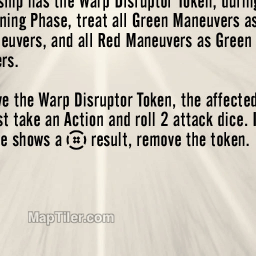 ship has the Warp Disruptor Token, during
ning Phase, treat all Green Maneuvers as
euvers, and all Red Maneuvers as Green
ers.
ve the Warp Disruptor Token, the affected
st take an Action and roll 2 attack dice. I
e shows a result, remove the token.
MapTiler.com